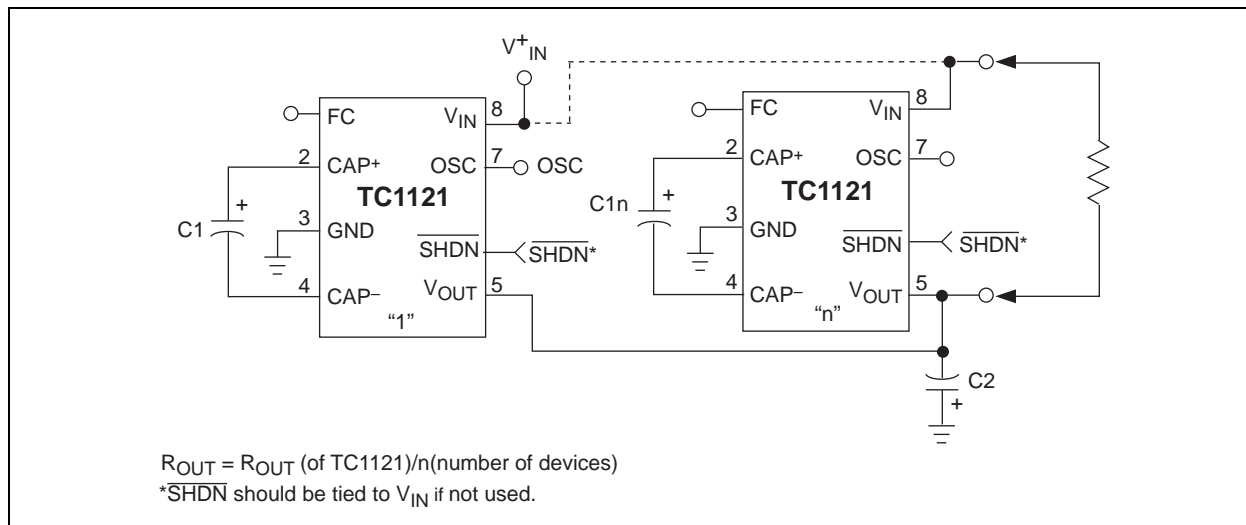 V+IN
FC
VIN
8
2
CAP+
OSC
7
OSC
TC1121
C1
+
3
GND
SHDN
SHDN*
4
CAP–
VOUT
5
“1”
FC
VIN
8
2
CAP+
OSC
7
TC1121
C1n
+
3
GND
SHDN
SHDN*
4
CAP–
VOUT
5
“n”
C2
+
ROUT = ROUT (of TC1121)/n(number of devices)
*SHDN should be tied to VIN if not used.